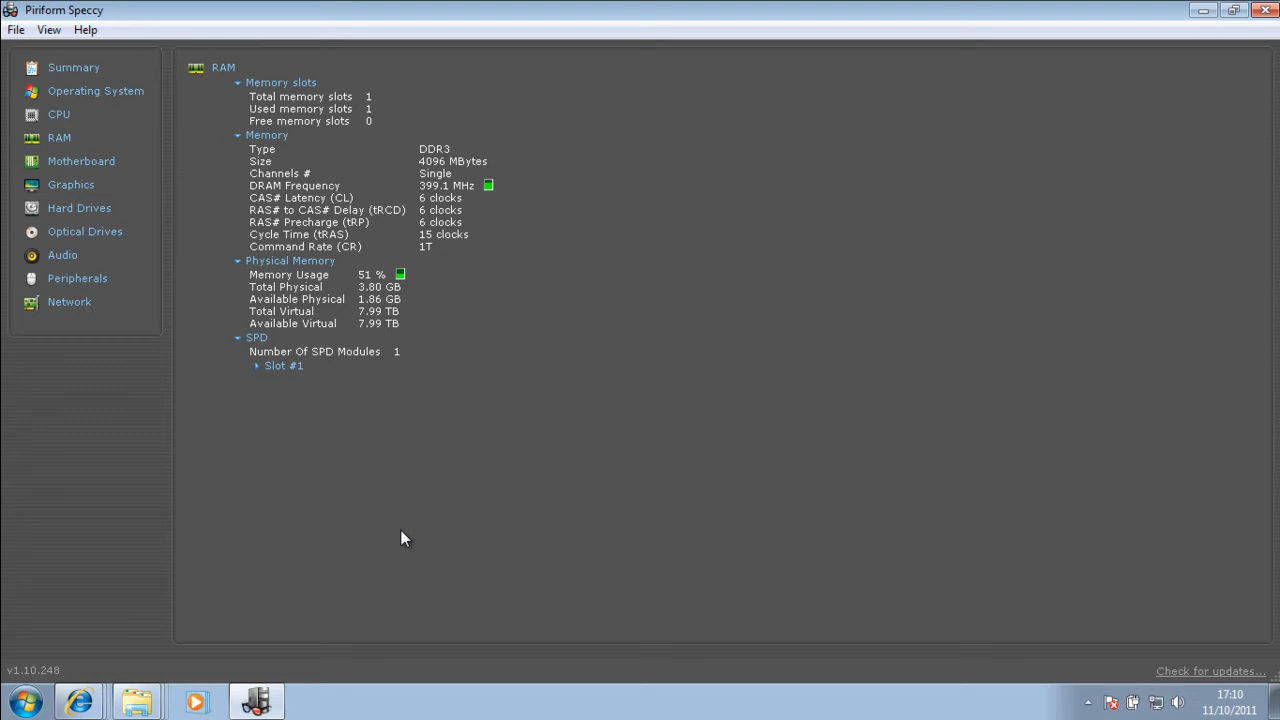 Piriform Speccy
File View Help
Summary
Operating System
CPU
RAM
Motherboard
Graphics
Hard Drives
Optical Drives
Audio
Peripherals
Network
RAM
Memory slots
Total memory slots 1
Used memory slots 1
Free memory slots 0
Memory
Type DDR3
Size 4096 MBytes
Channels # Single
DRAM Frequency 399.1 MHz
CAS# Latency (CL) 6 clocks
RAS# to CAS# Delay (tRCD) 6 clocks
RAS# Precharge (tRP) 6 clocks
Cycle Time (tRAS) 15 clocks
Command Rate (CR) 1T
Physical Memory
Memory Usage 51 %
Total Physical 3.80 GB
Available Physical 1.86 GB
Total Virtual 7.99 TB
Available Virtual 7.99 TB
SPD
Number Of SPD Modules 1
Slot #1
v1.10.248
Check for updates...
17:10
11/10/2011